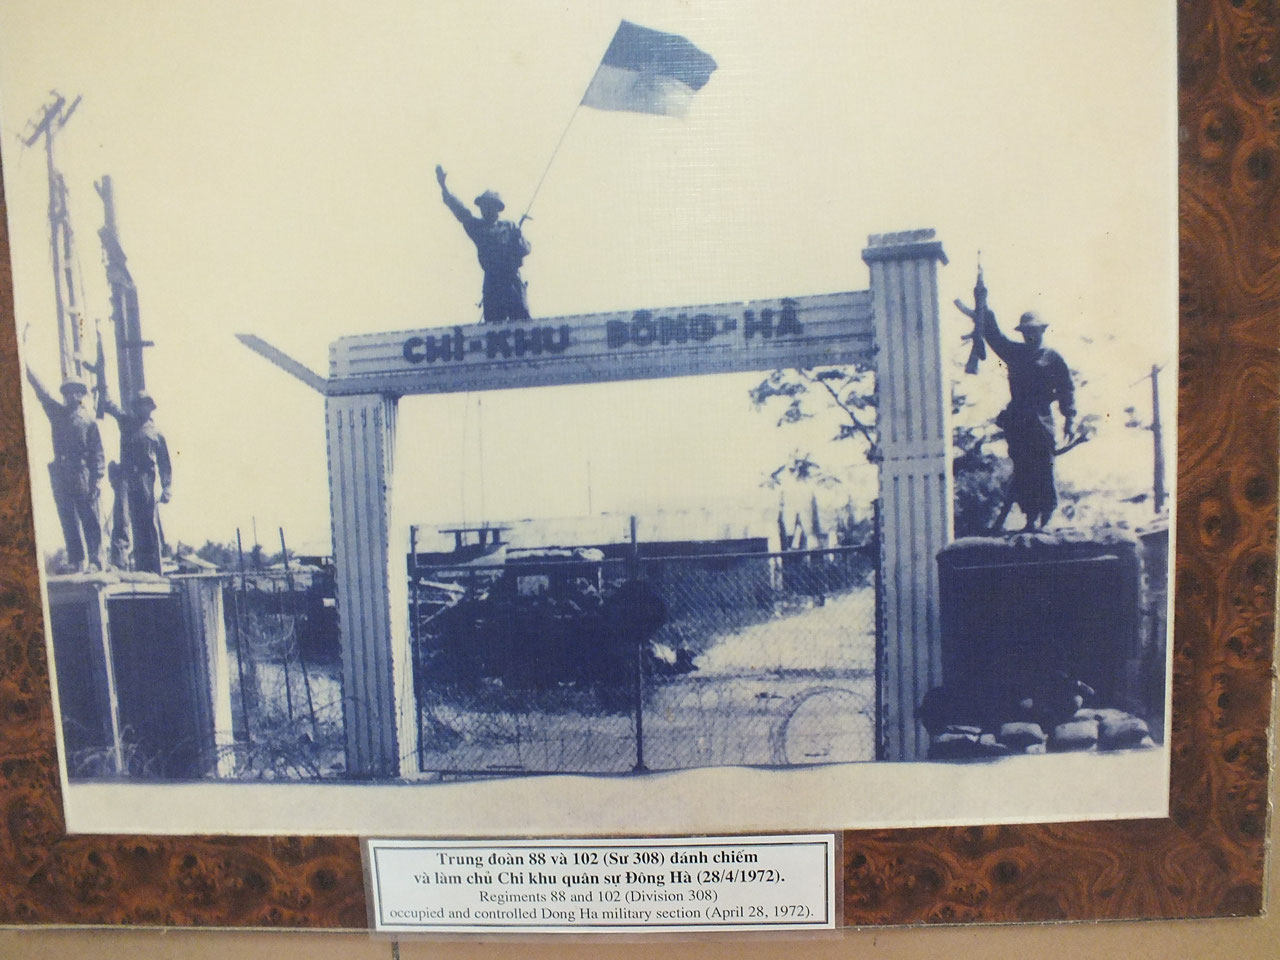 CHI-KHU ĐÔNG-HÀ
Trung đoàn 88 và 102 (Sư 308) đánh chiếm
và làm chủ Chi khu quân sự Đông Hà (28/4/1972).
Regiments 88 and 102 (Division 308)
occupied and controlled Dong Ha military section (April 28, 1972).